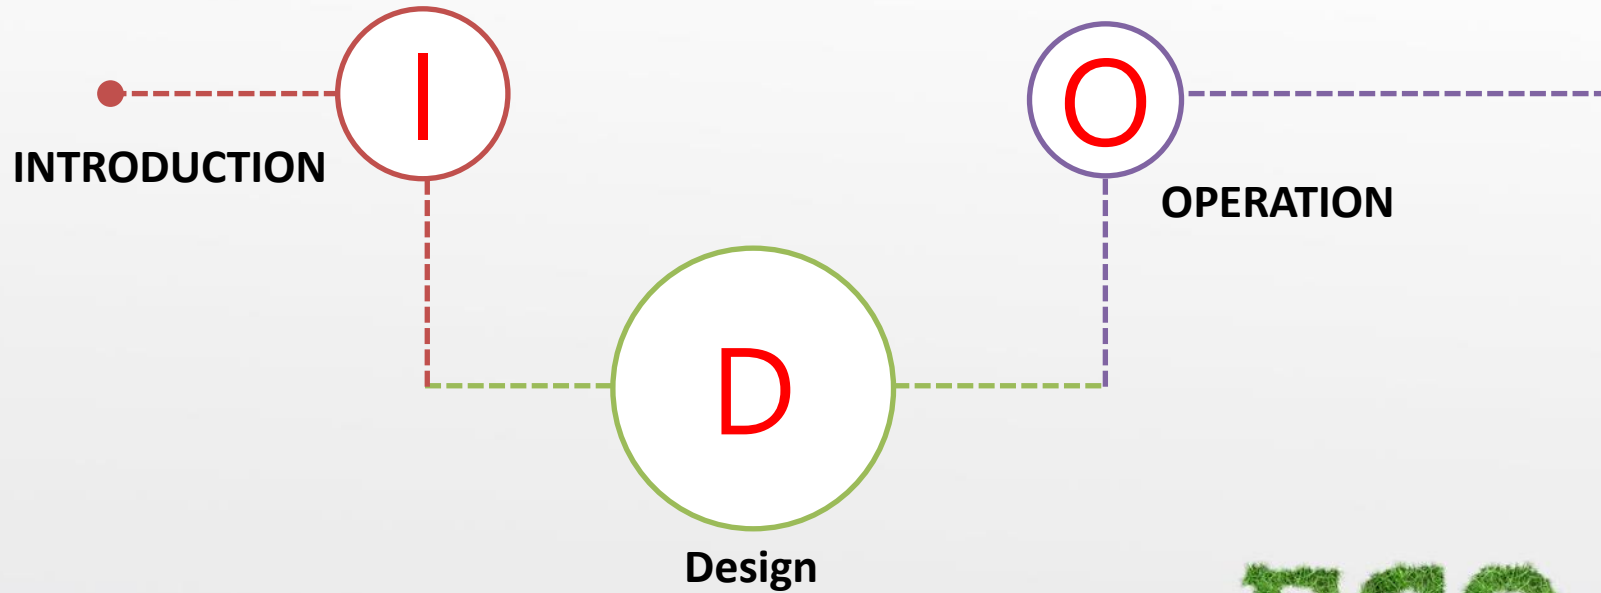 I
O
INTRODUCTION
OPERATION
D
Design